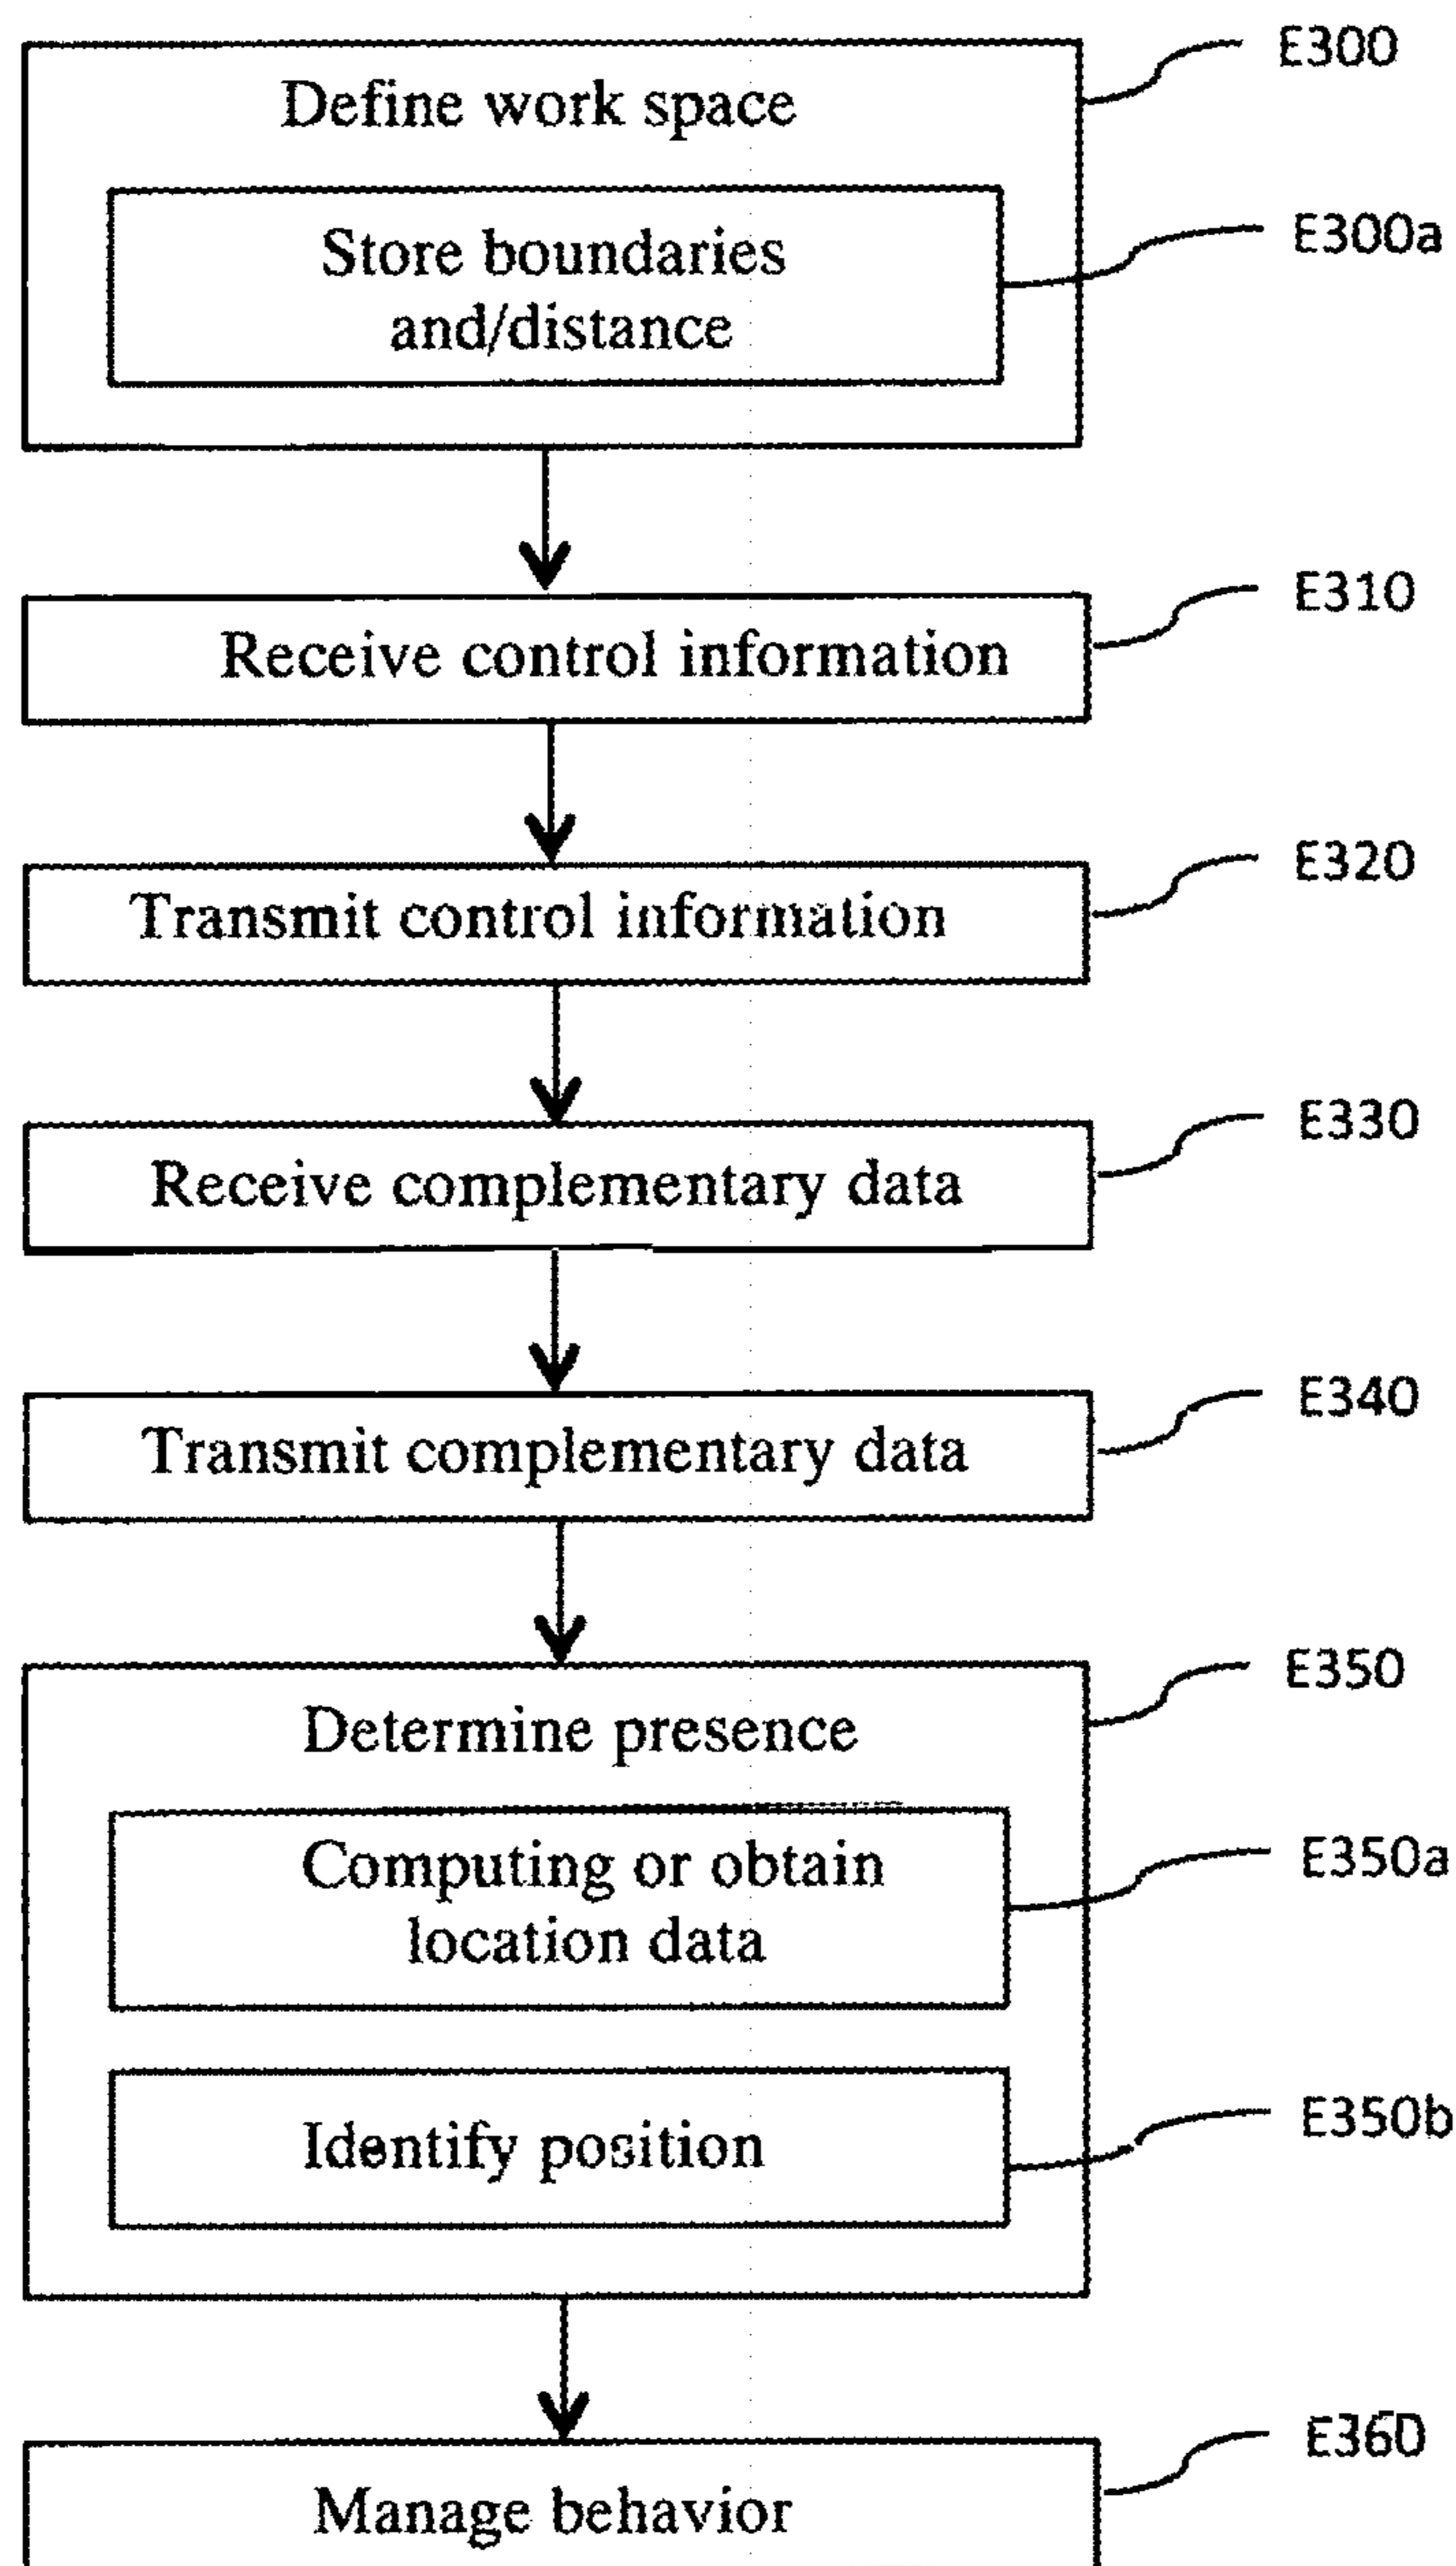 E300
Define work space
E300a
Store boundaries
and/distance
E310
Receive control information
E320
Transmit control information
E330
Receive complementary data
E340
Transmit complementary data
E350
Determine presence
E350a
Computing or obtain
location data
E350b
Identify position
E360
Manage behavior